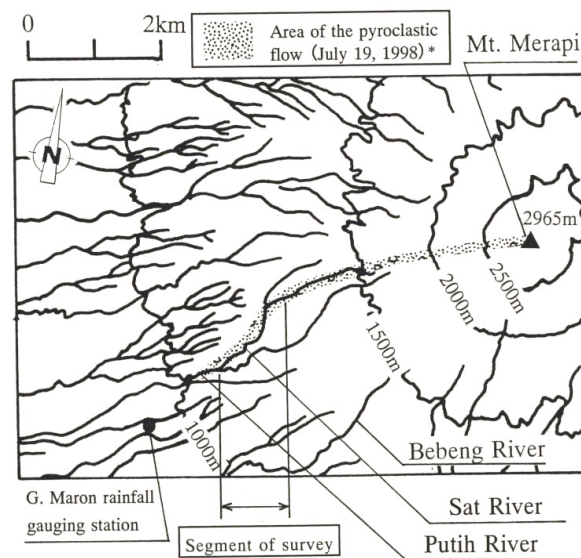 0 2km
Area of the pyroclastic
flow (July 19, 1998)*
Mt. Merapi
N
2965m
2500m
2000m
1500m
1000m
Bebeng River
Sat River
Putih River
G. Maron rainfall
gauging station
Segment of survey